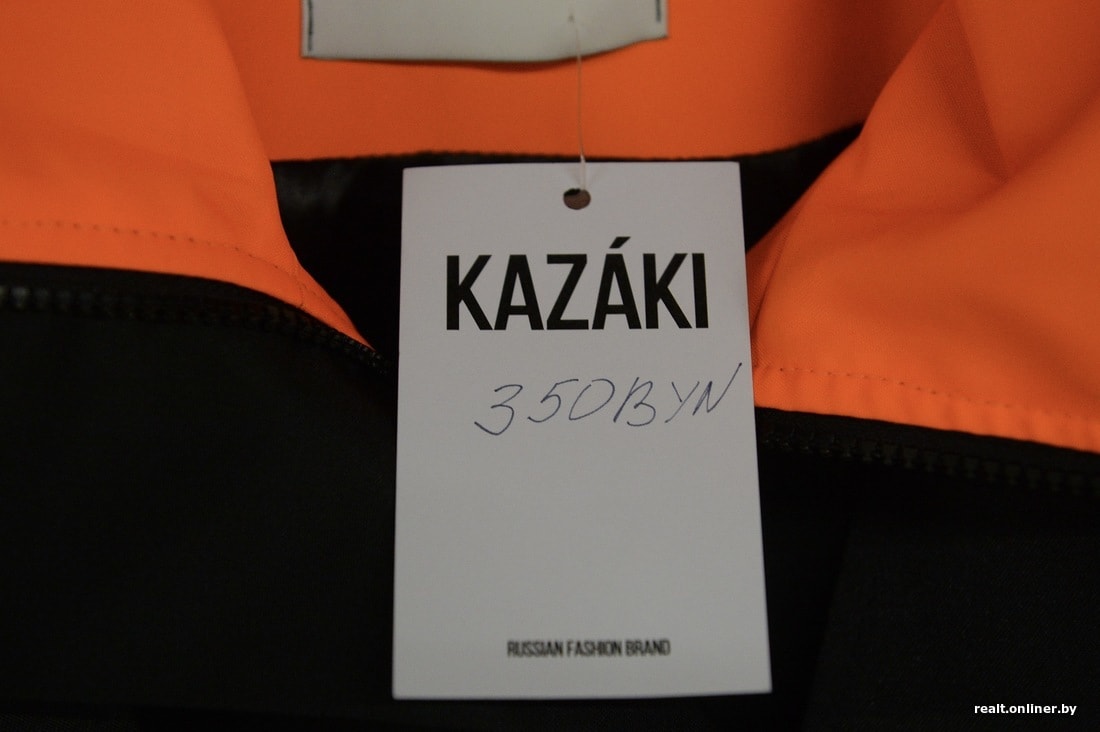 KAZÁKI
350BYN
RUSSIAN FASHION BRAND
realt.onliner.by